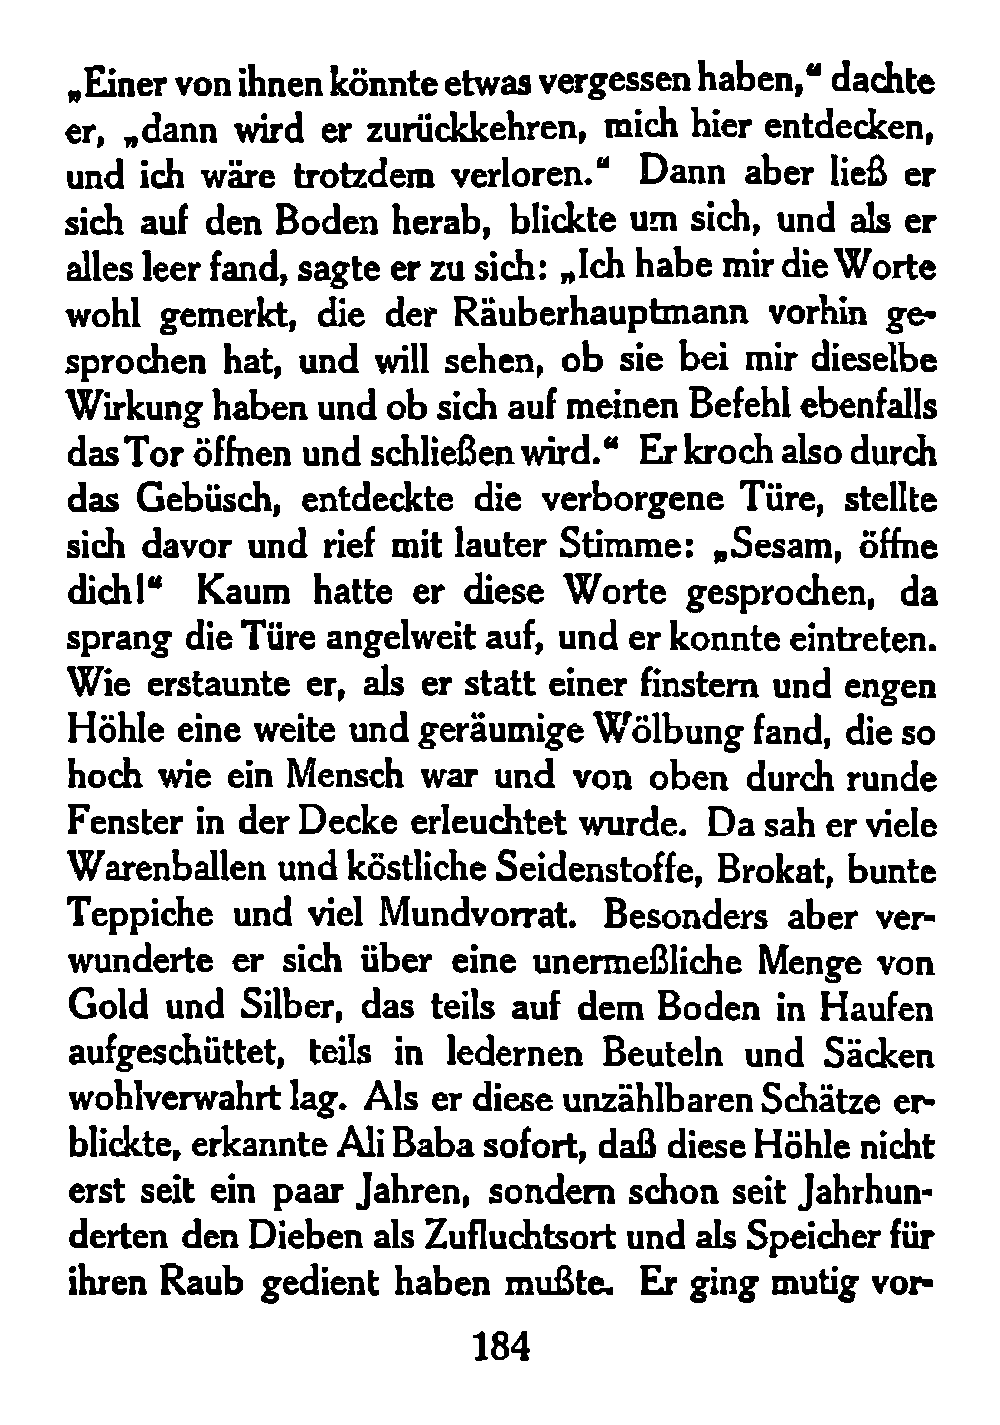 „Einer von ihnen könnte etwas vergessen haben,“ dachte
er, „dann wird er zurückkehren, mich hier entdecken,
und ich wäre trotzdem verloren.“ Dann aber ließ er
sich auf den Boden herab, blickte um sich, und als er
alles leer fand, sagte er zu sich: „Ich habe mir die Worte
wohl gemerkt, die der Räuberhauptmann vorhin ge-
sprochen hat, und will sehen, ob sie bei mir dieselbe
Wirkung haben und ob sich auf meinen Befehl ebenfalls
das Tor öffnen und schließen wird.“ Er kroch also durch
das Gebüsch, entdeckte die verborgene Türe, stellte
sich davor und rief mit lauter Stimme: „Sesam, öffne
dich!“ Kaum hatte er diese Worte gesprochen, da
sprang die Türe angelweit auf, und er konnte eintreten.
Wie erstaunte er, als er statt einer finstern und engen
Höhle eine weite und geräumige Wölbung fand, die so
hoch wie ein Mensch war und von oben durch runde
Fenster in der Decke erleuchtet wurde. Da sah er viele
Warenballen und köstliche Seidenstoffe, Brokat, bunte
Teppiche und viel Mundvorrat. Besonders aber ver-
wunderte er sich über eine unermeßliche Menge von
Gold und Silber, das teils auf dem Boden in Haufen
aufgeschüttet, teils in ledernen Beuteln und Säcken
wohlverwahrt lag. Als er diese unzählbaren Schätze er-
blickte, erkannte Ali Baba sofort, daß diese Höhle nicht
erst seit ein paar Jahren, sondern schon seit Jahrhun-
derten den Dieben als Zufluchtsort und als Speicher für
ihren Raub gedient haben mußte. Er ging mutig vor-
184